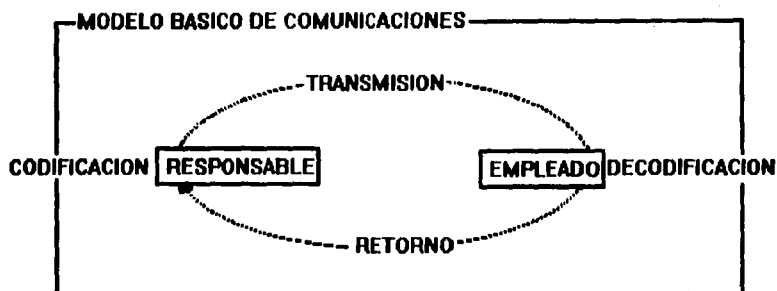 MODELO BASICO DE COMUNICACIONES
TRANSMISION
CODIFICACION RESPONSABLE EMPLEADO DECODIFICACION
RETORNO